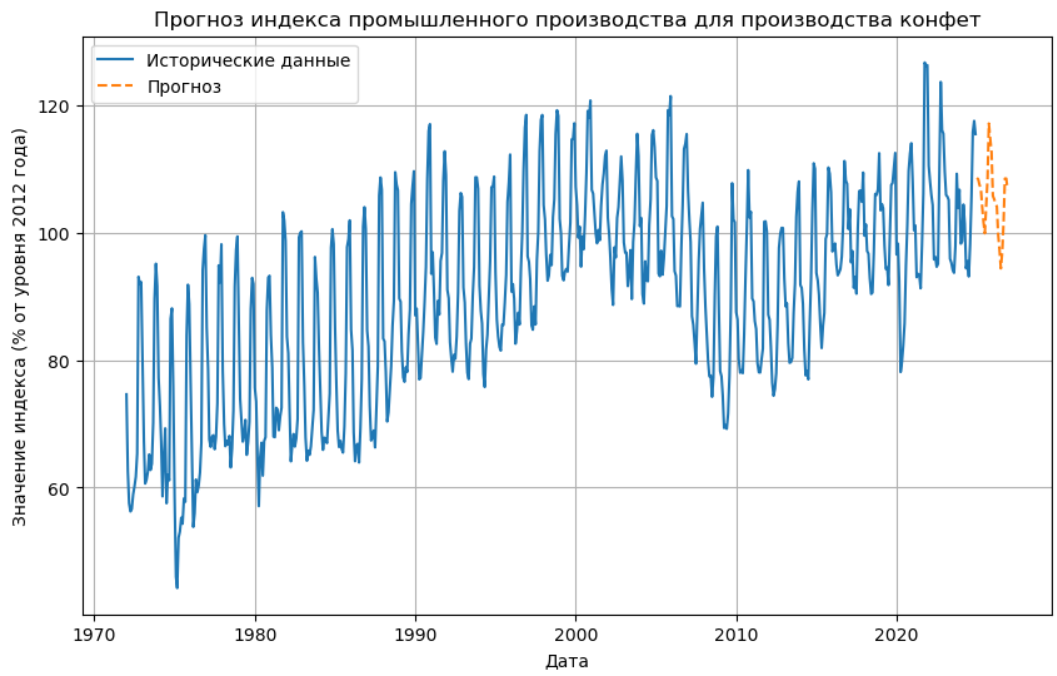 Прогноз индекса промышленного производства для производства конфет
Исторические данные
Прогноз
значение индекса (% от уровня 2012 года)
120
100
80
60
1970
1980
1990
2000
2010
2020
Дата